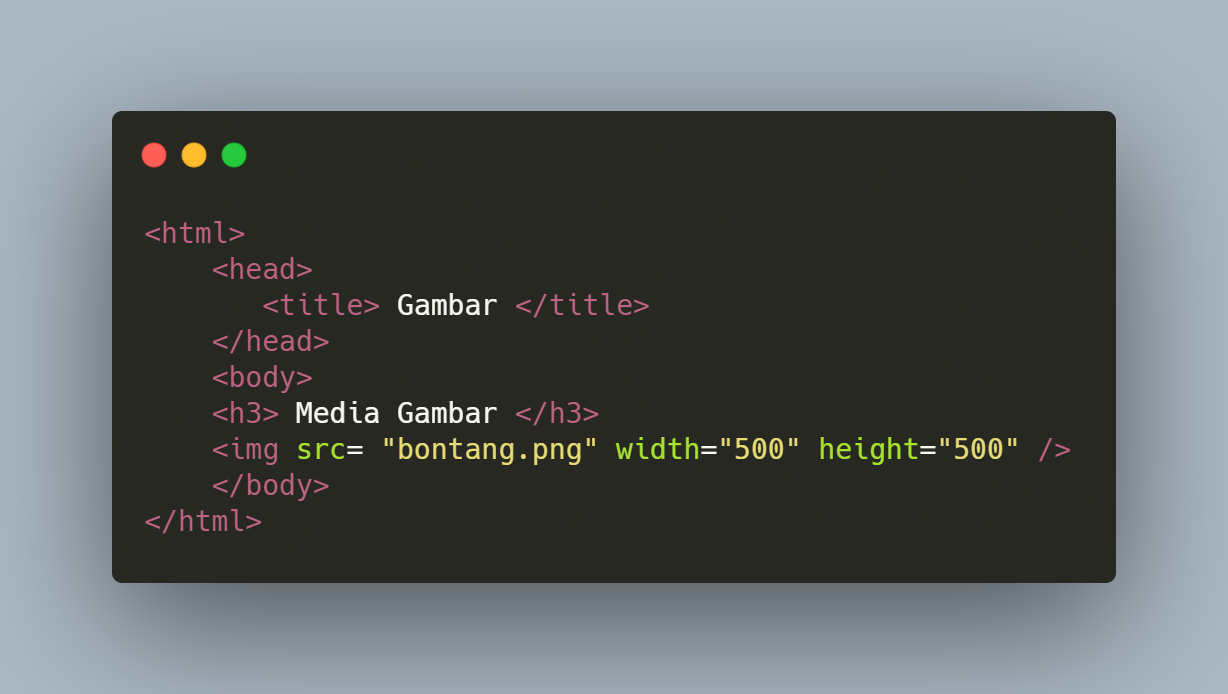 <html>
    <head>
       <title> Gambar </title>
    </head>
    <body>
    <h3> Media Gambar </h3>
    <img src= "bontang.png" width="500" height="500" />
    </body>
</html>